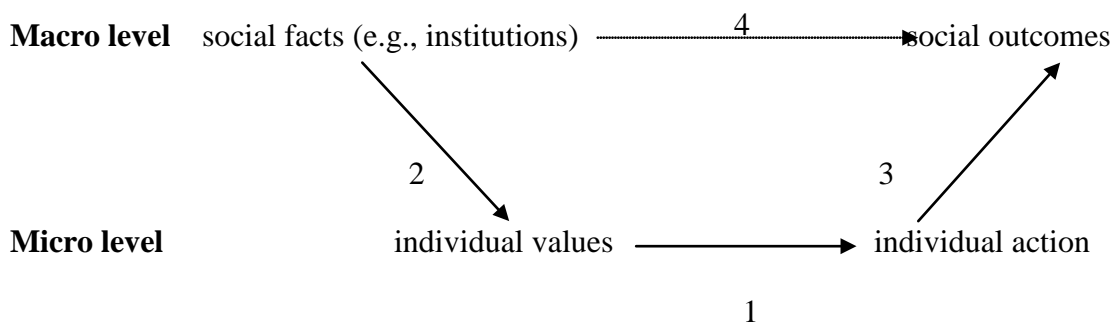 4
Macro level social facts (e.g., institutions) social outcomes
2 3
Micro level individual values individual action
1